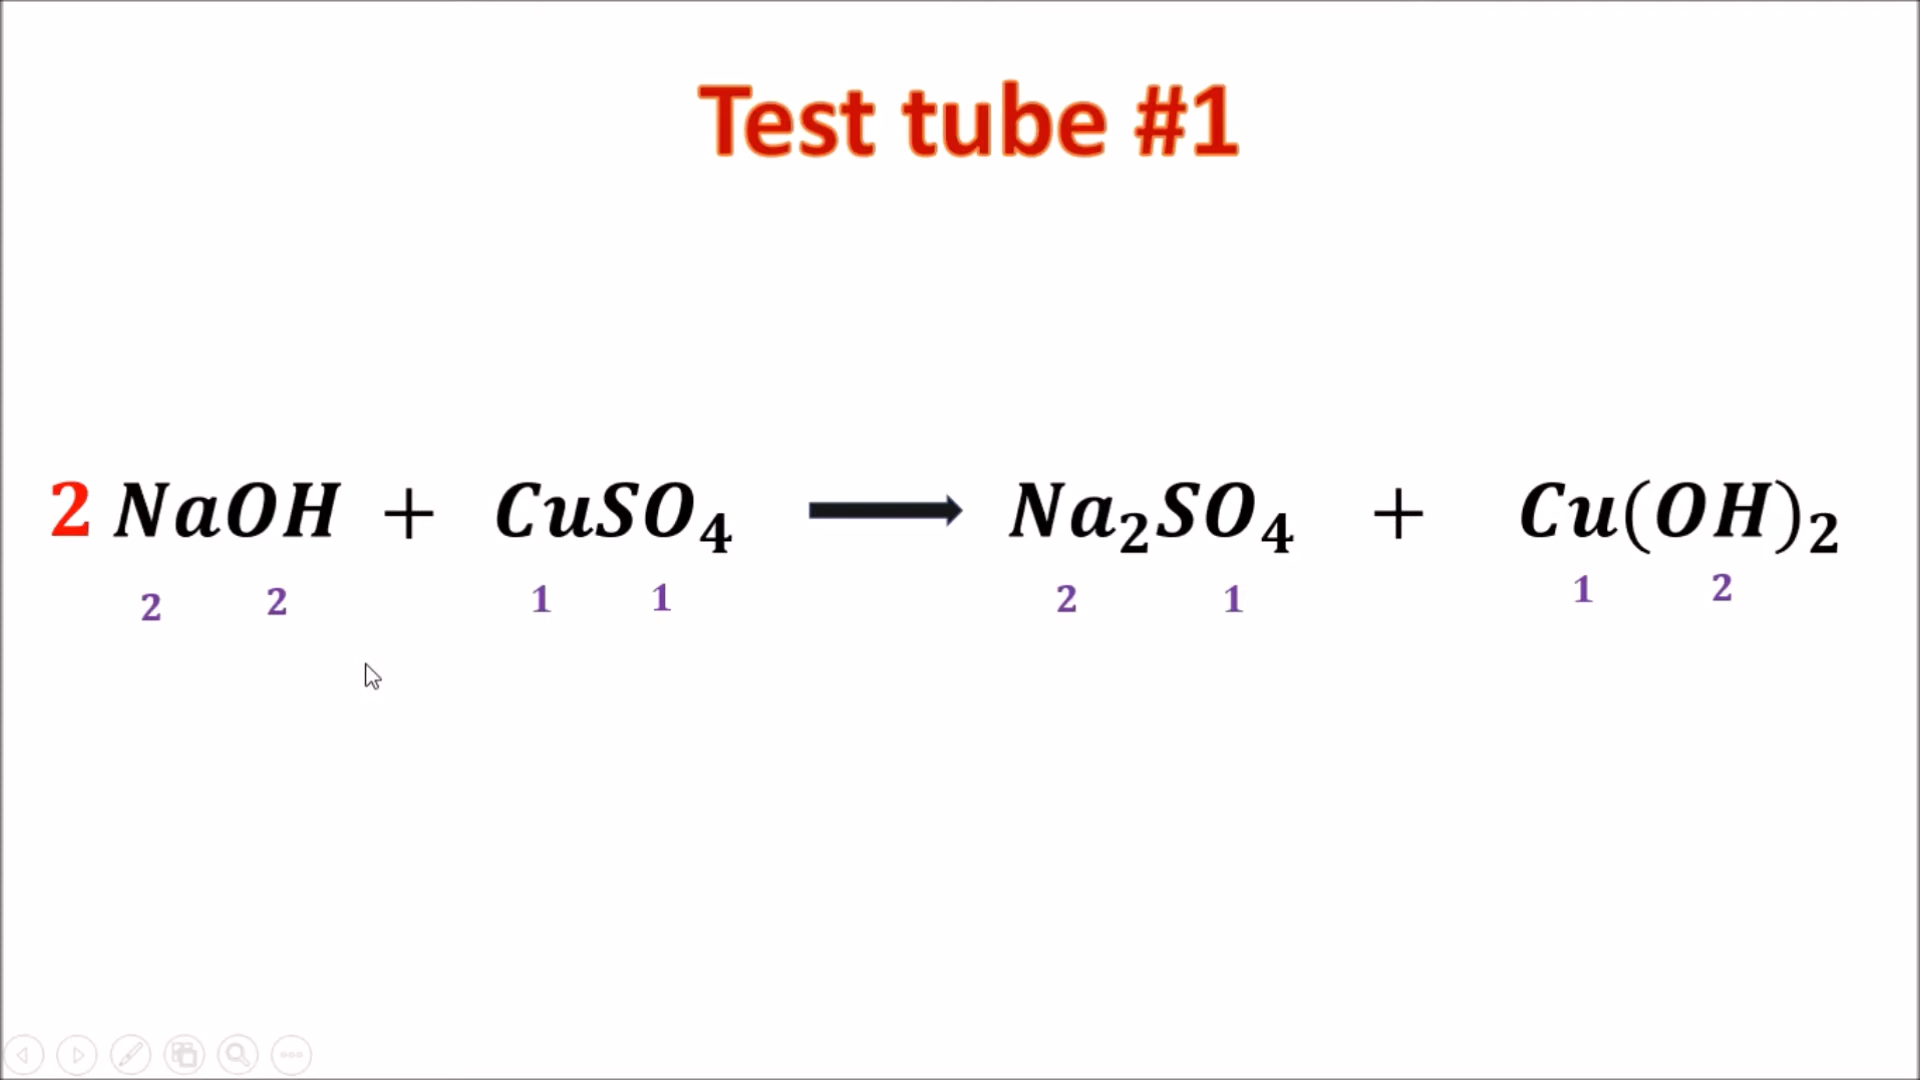 Test tube #1
2 NaOH + CuSO₄ ⟶ Na₂SO₄ + Cu(OH)₂
2 2 1 1 2 1 1 2